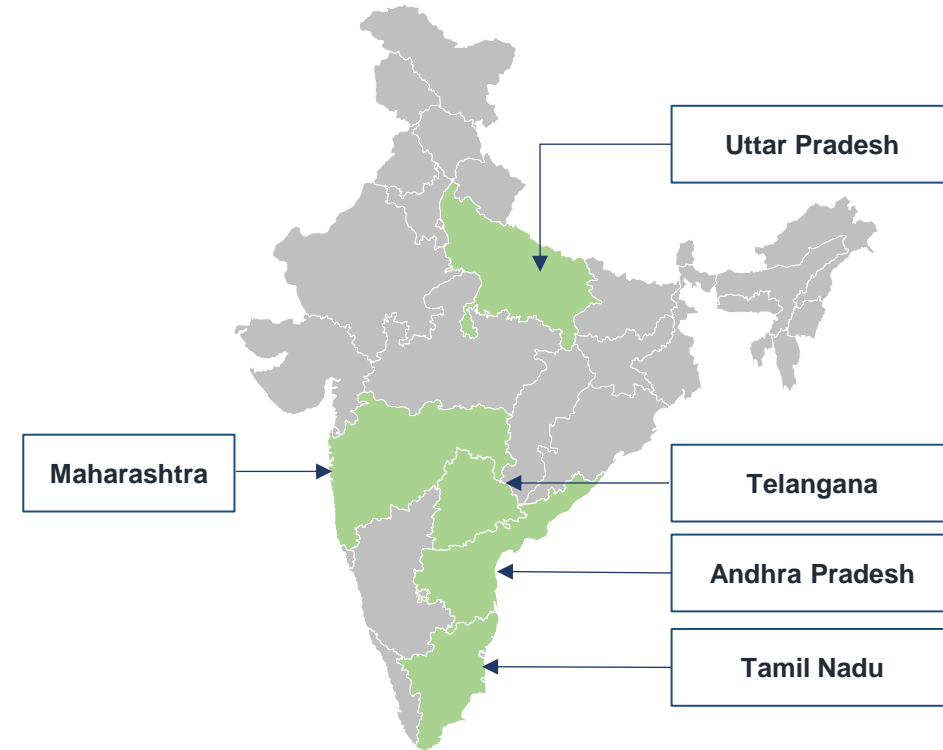 Uttar Pradesh
Maharashtra
Telangana
Andhra Pradesh
Tamil Nadu